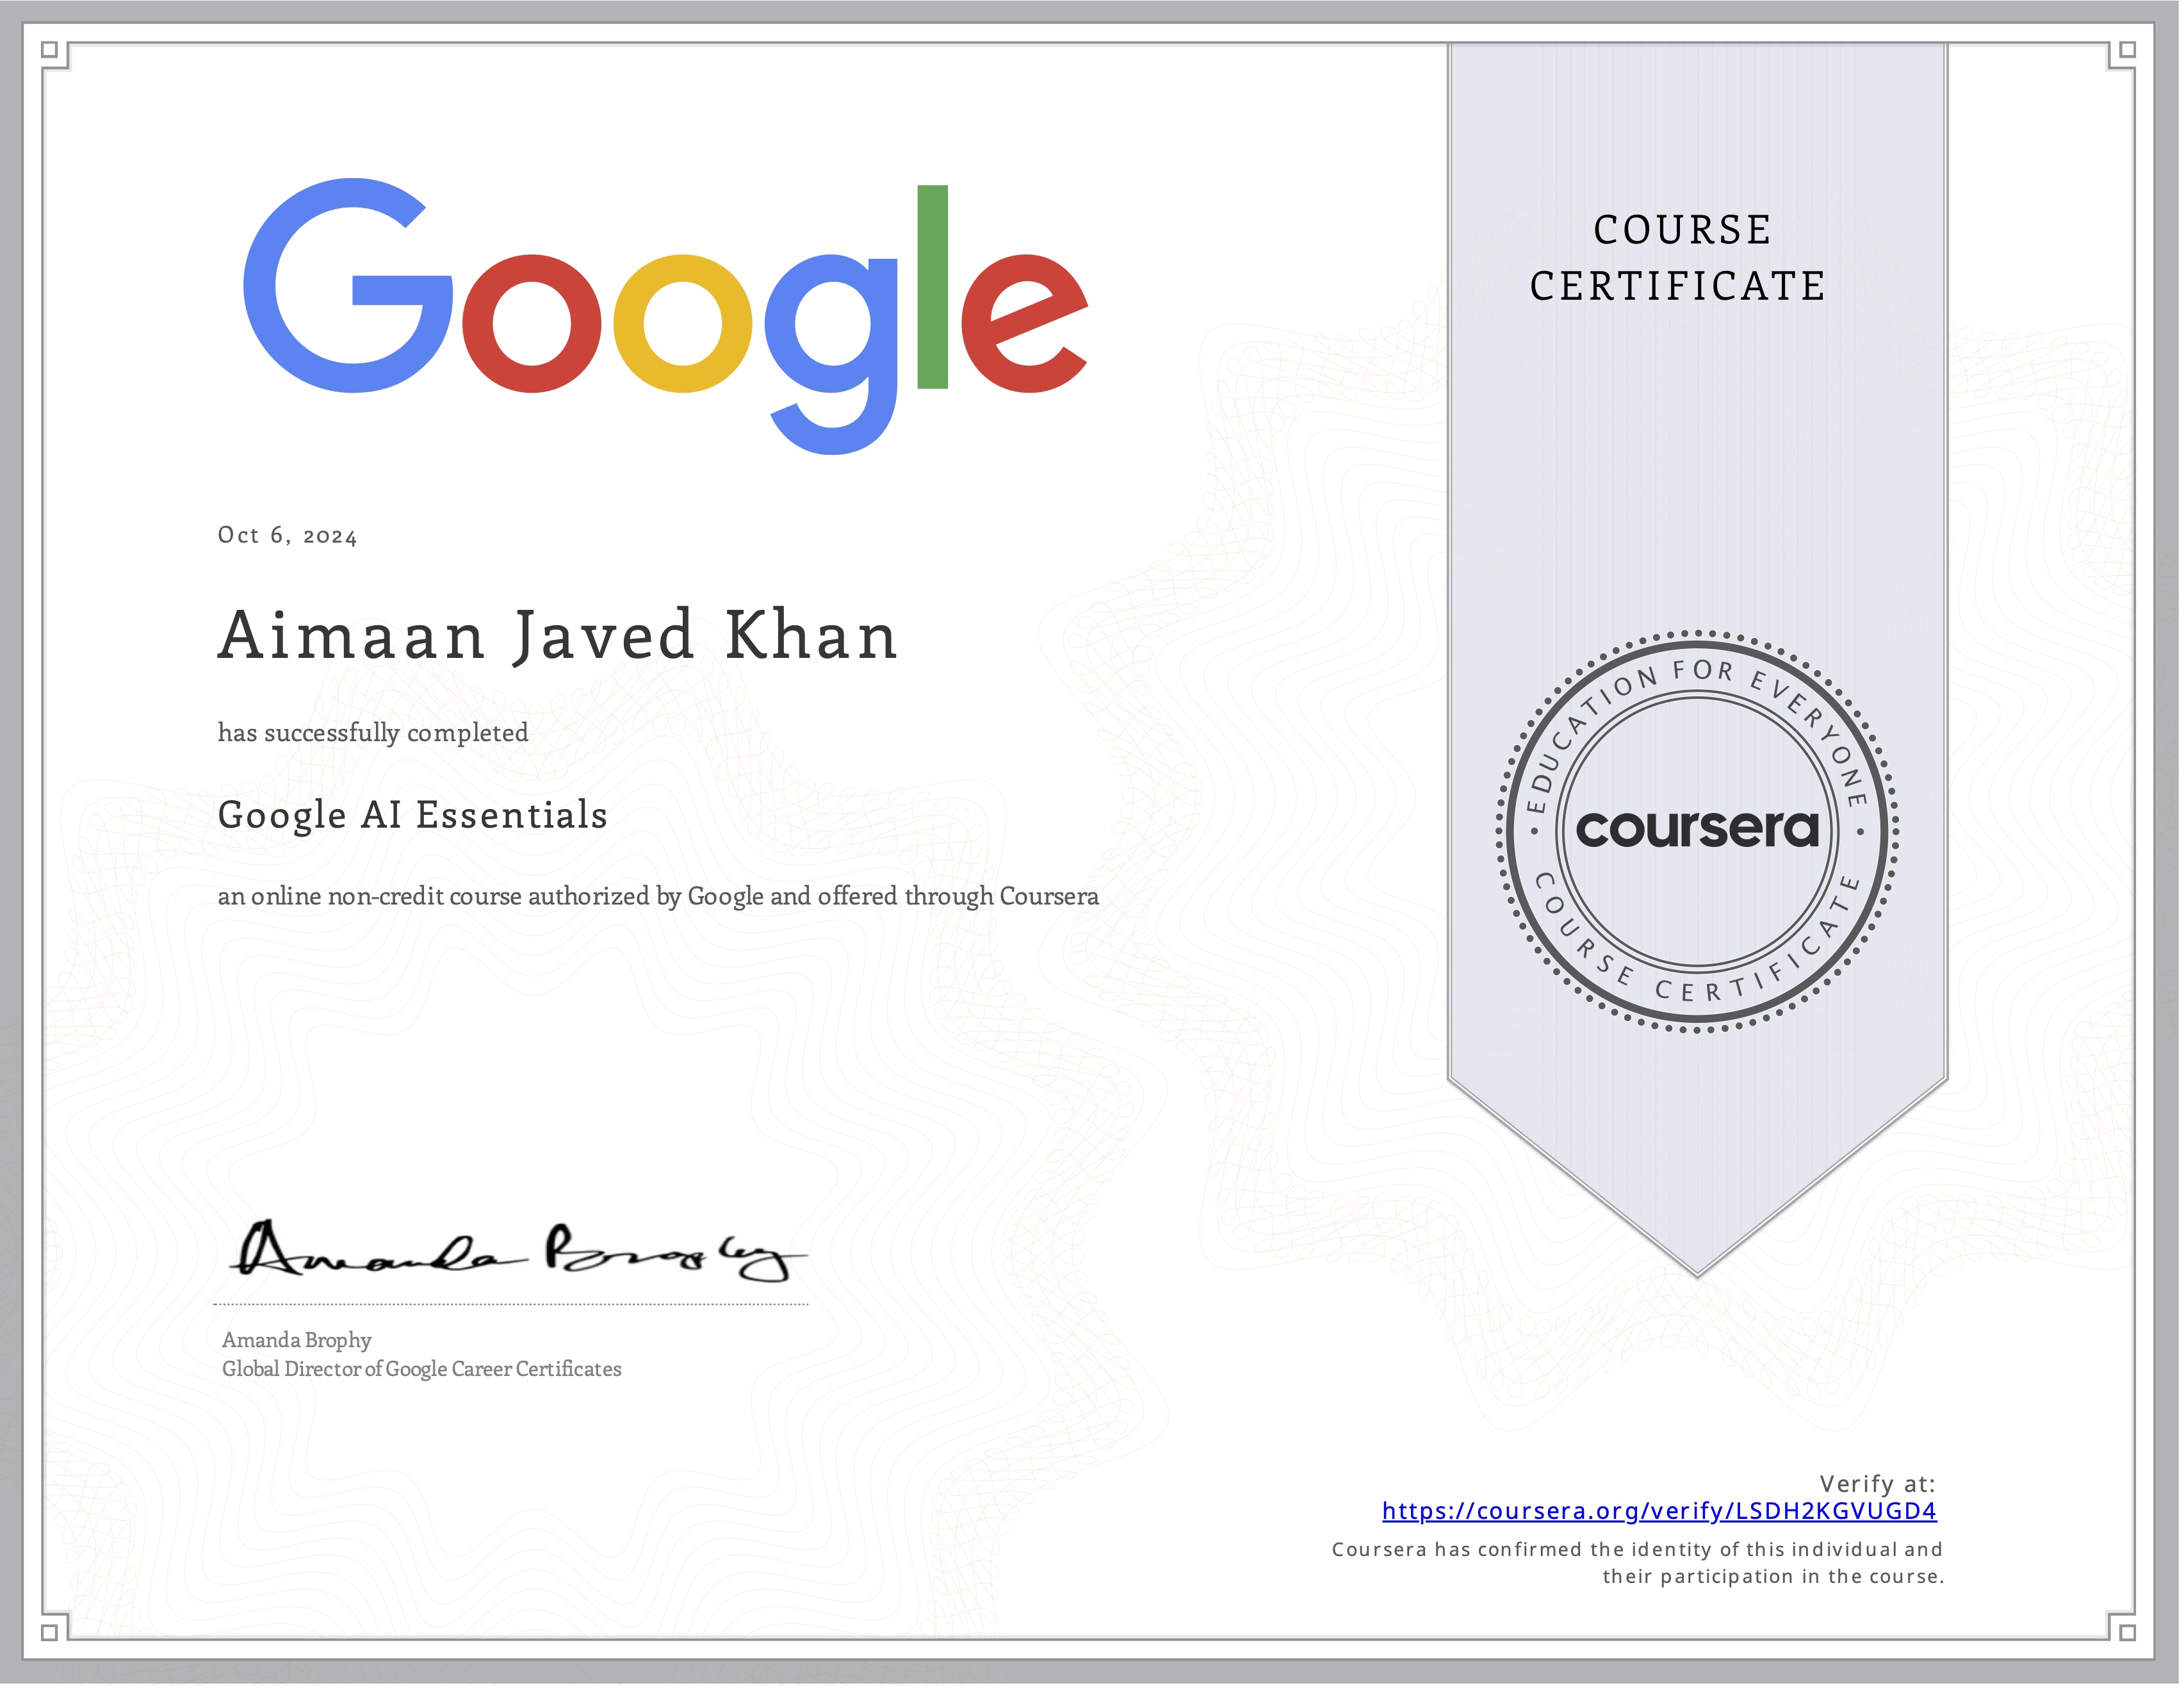 Google
COURSE
CERTIFICATE
Oct 6, 2024
Aimaan Javed Khan
has successfully completed
Google AI Essentials
an online non-credit course authorized by Google and offered through Coursera
EDUCATION FOR EVERYONE
coursera
COURSE CERTIFICATE
Amanda Brophy
Amanda Brophy
Global Director of Google Career Certificates
Verify at:
https://coursera.org/verify/LSDH2KGVUGD4
Coursera has confirmed the identity of this individual and
their participation in the course.